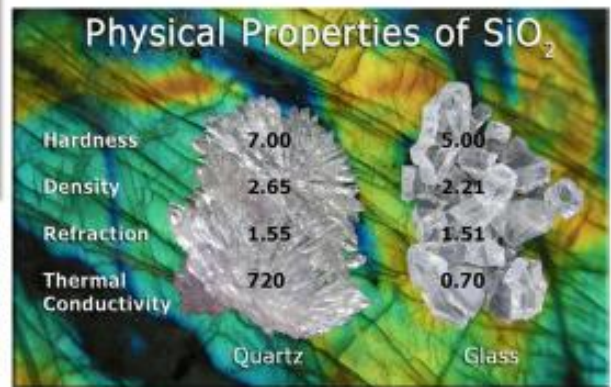 Physical Properties of SiO₂
Hardness 7.00 5.00
Density 2.65 2.21
Refraction 1.55 1.51
Thermal Conductivity 720 0.70
Quartz Glass